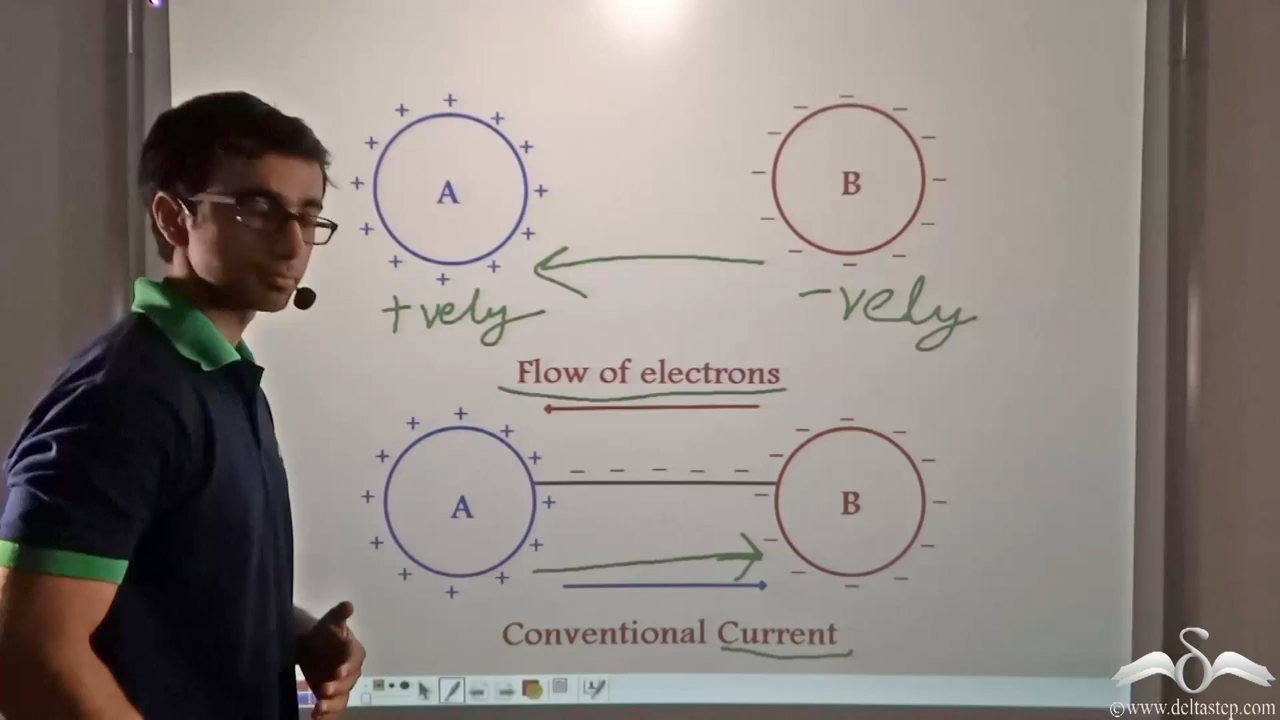 A
B
+vely
-vely
Flow of electrons
A
B
Conventional Current
©www.deltastep.com